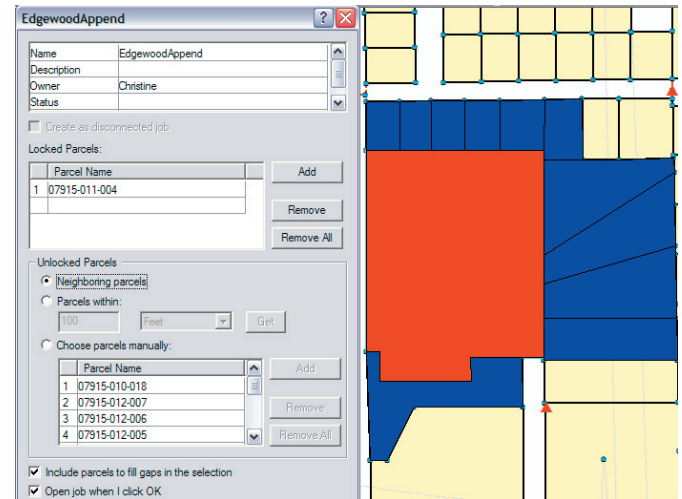 EdgewoodAppend
Name EdgewoodAppend
Description
Owner Christine
Status
Create as disconnected job
Locked Parcels:
Parcel Name
1 07915-011-004
Add
Remove
Remove All
Unlocked Parcels
Neighboring parcels
Parcels within:
100 Feet Get
Choose parcels manually:
Parcel Name
1 07915-010-018
2 07915-012-007
3 07915-012-006
4 07915-012-005
Add
Remove
Remove All
Include parcels to fill gaps in the selection
Open job when I click OK